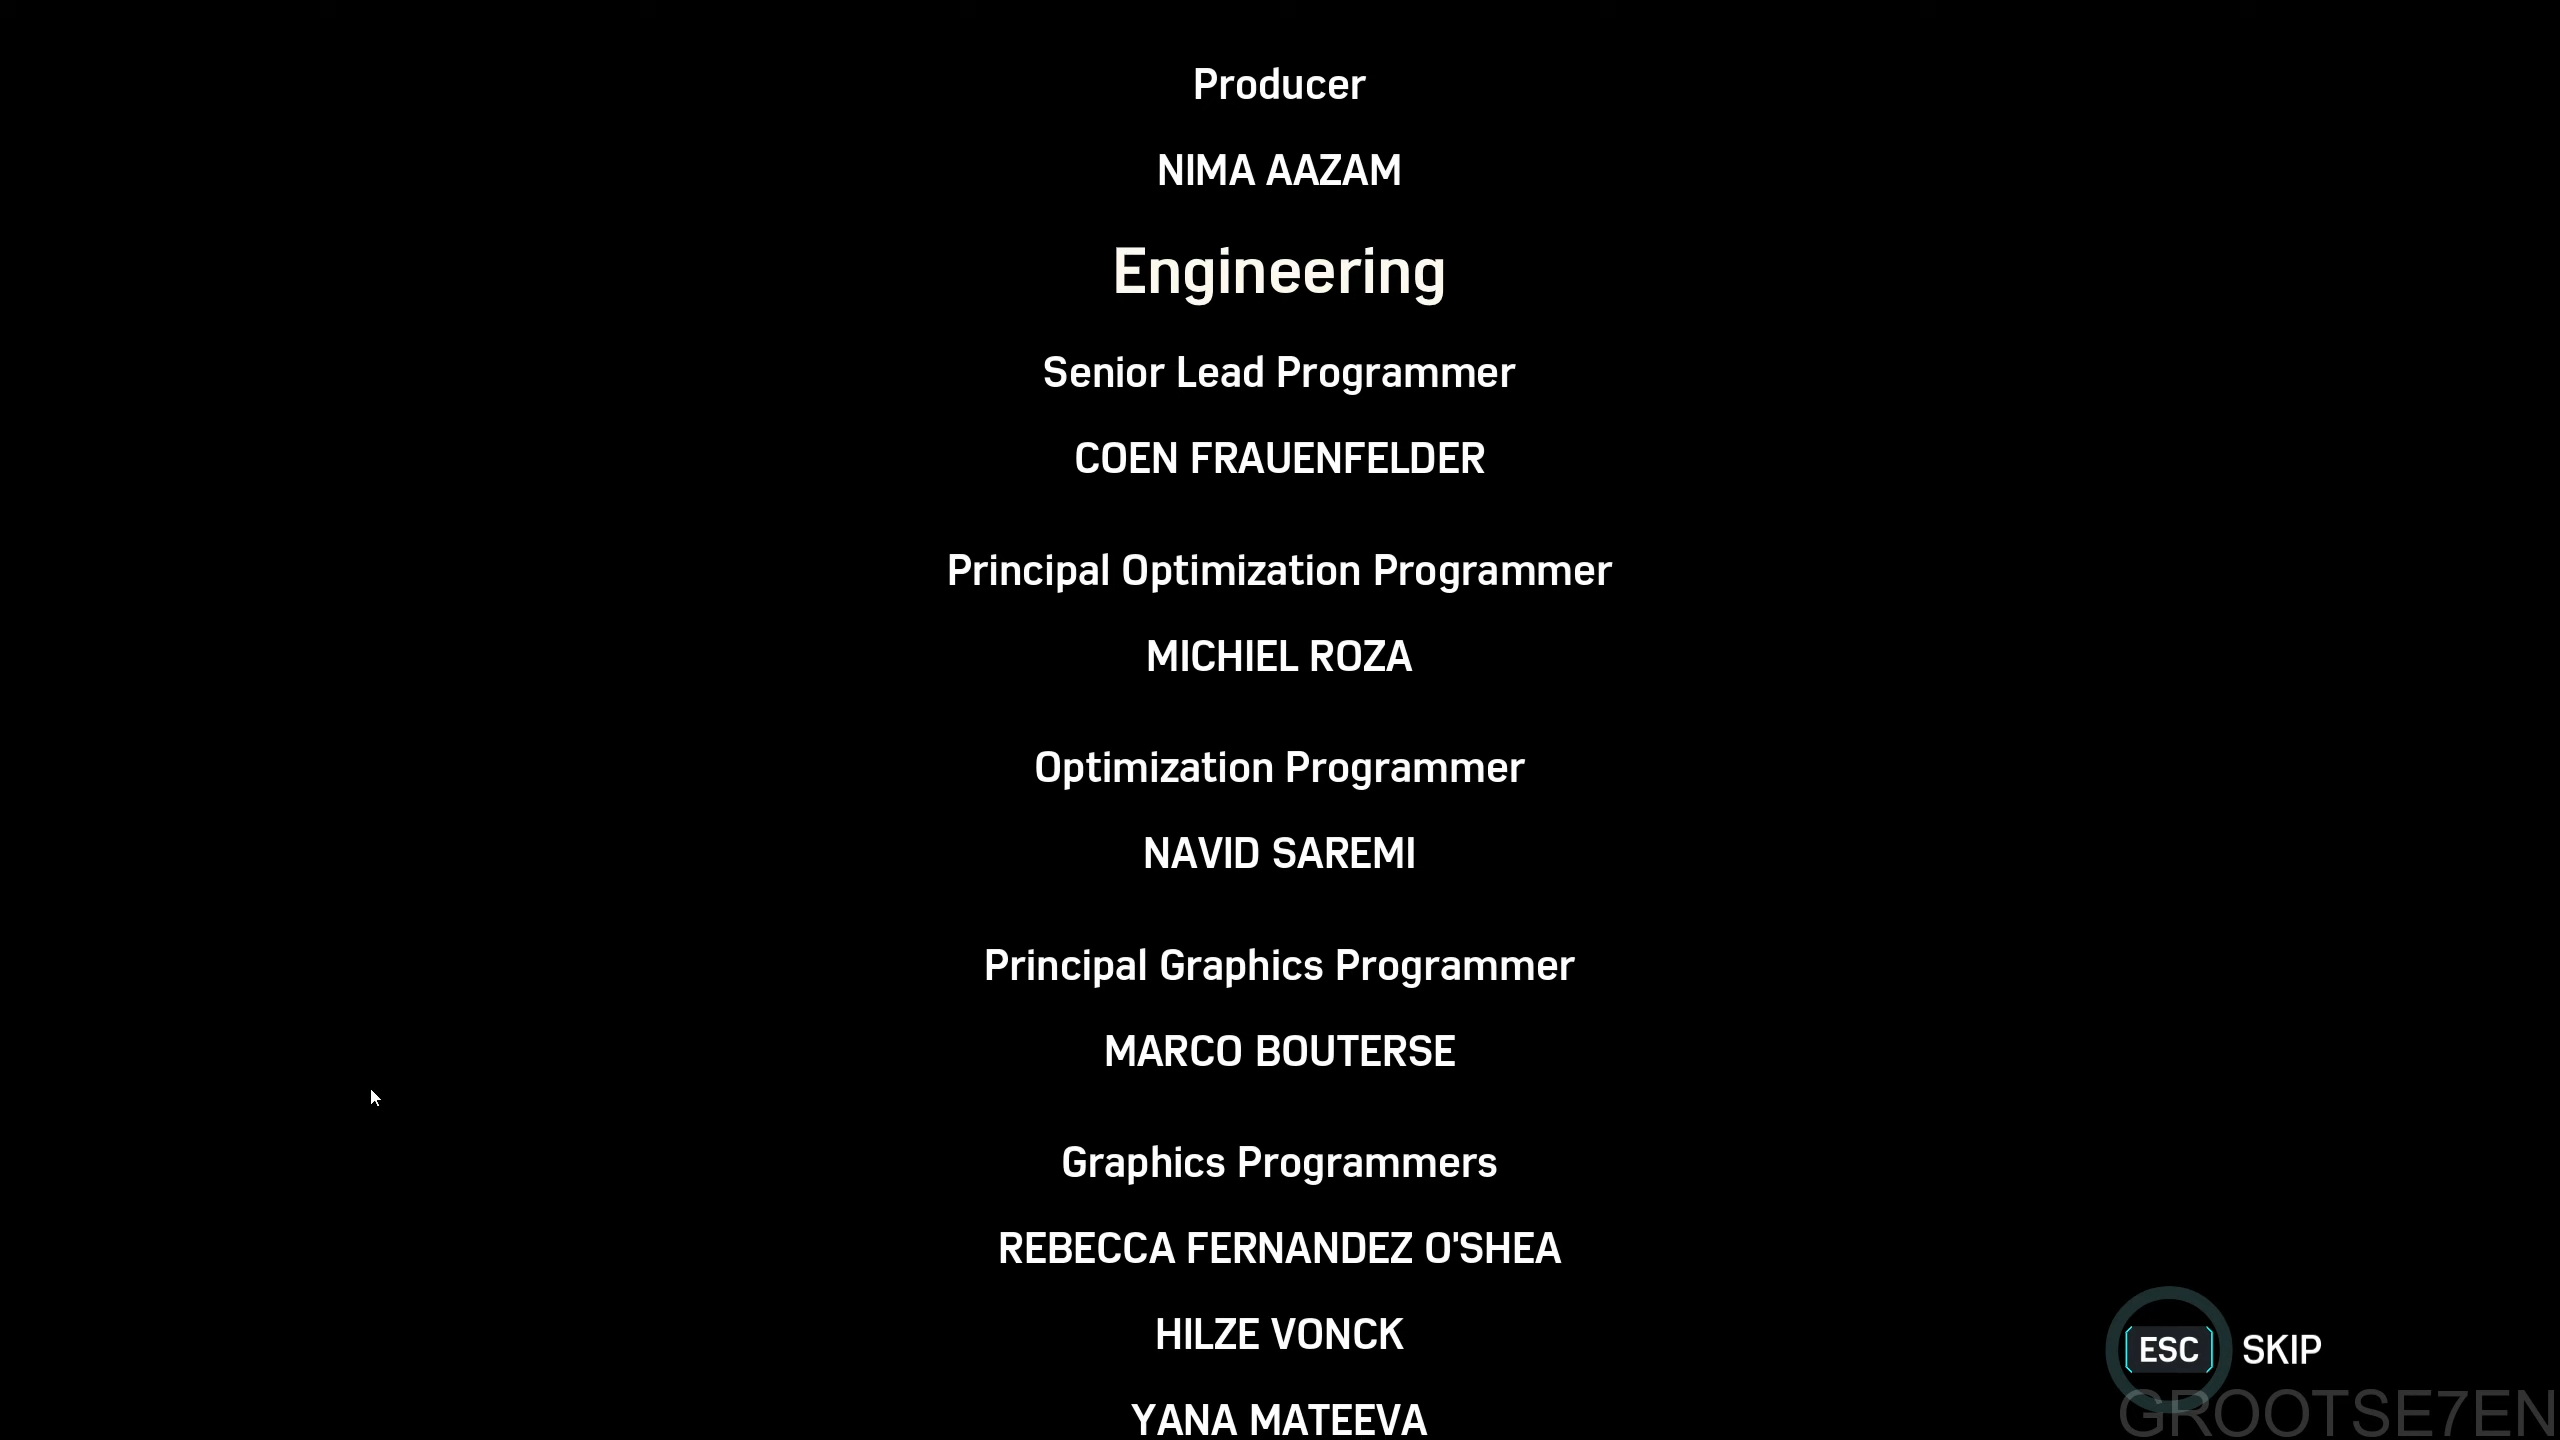 Producer
NIMA AAZAM
Engineering
Senior Lead Programmer
COEN FRAUENFELDER
Principal Optimization Programmer
MICHIEL ROZA
Optimization Programmer
NAVID SAREMI
Principal Graphics Programmer
MARCO BOUTERSE
Graphics Programmers
REBECCA FERNANDEZ O'SHEA
HILZE VONCK
YANA MATEEVA
ESC SKIP
GROOTSE7EN